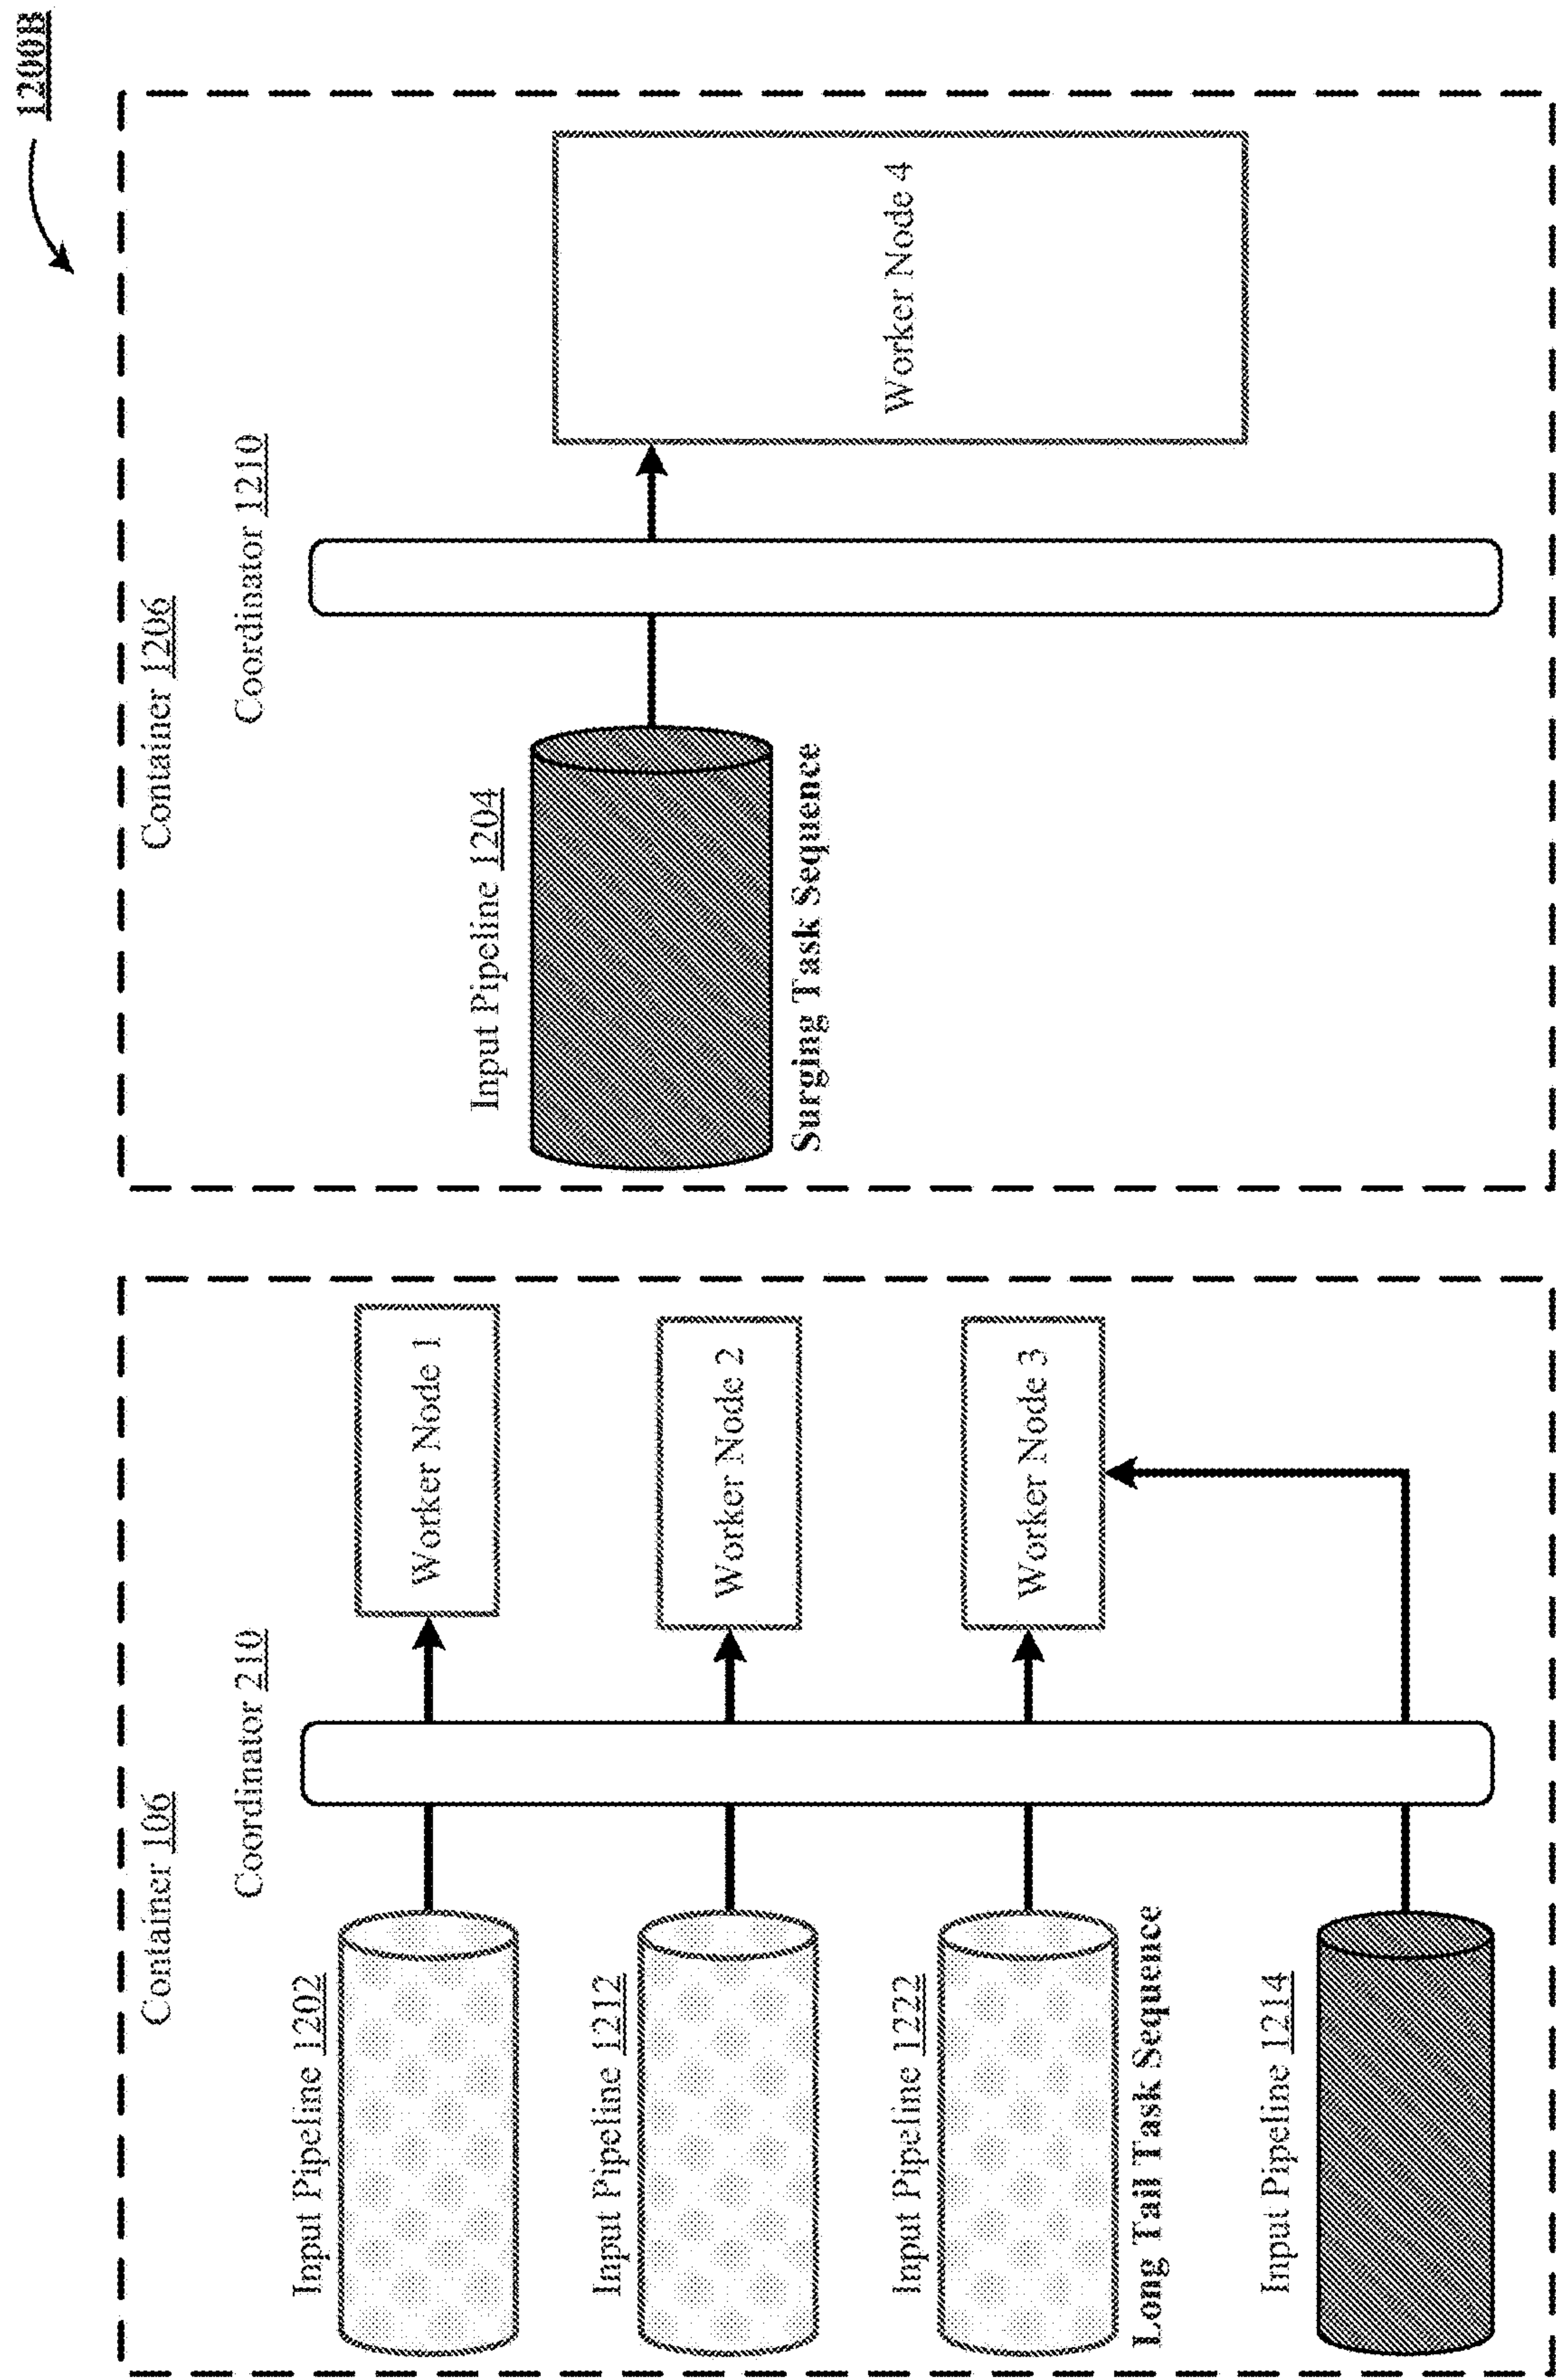 1200B
Container 106
Coordinator 210
Input Pipeline 1202
Worker Node 1
Input Pipeline 1212
Worker Node 2
Input Pipeline 1222
Worker Node 3
Long Tail Task Sequence
Input Pipeline 1214
Container 1206
Coordinator 1210
Input Pipeline 1204
Surging Task Sequence
Worker Node 4